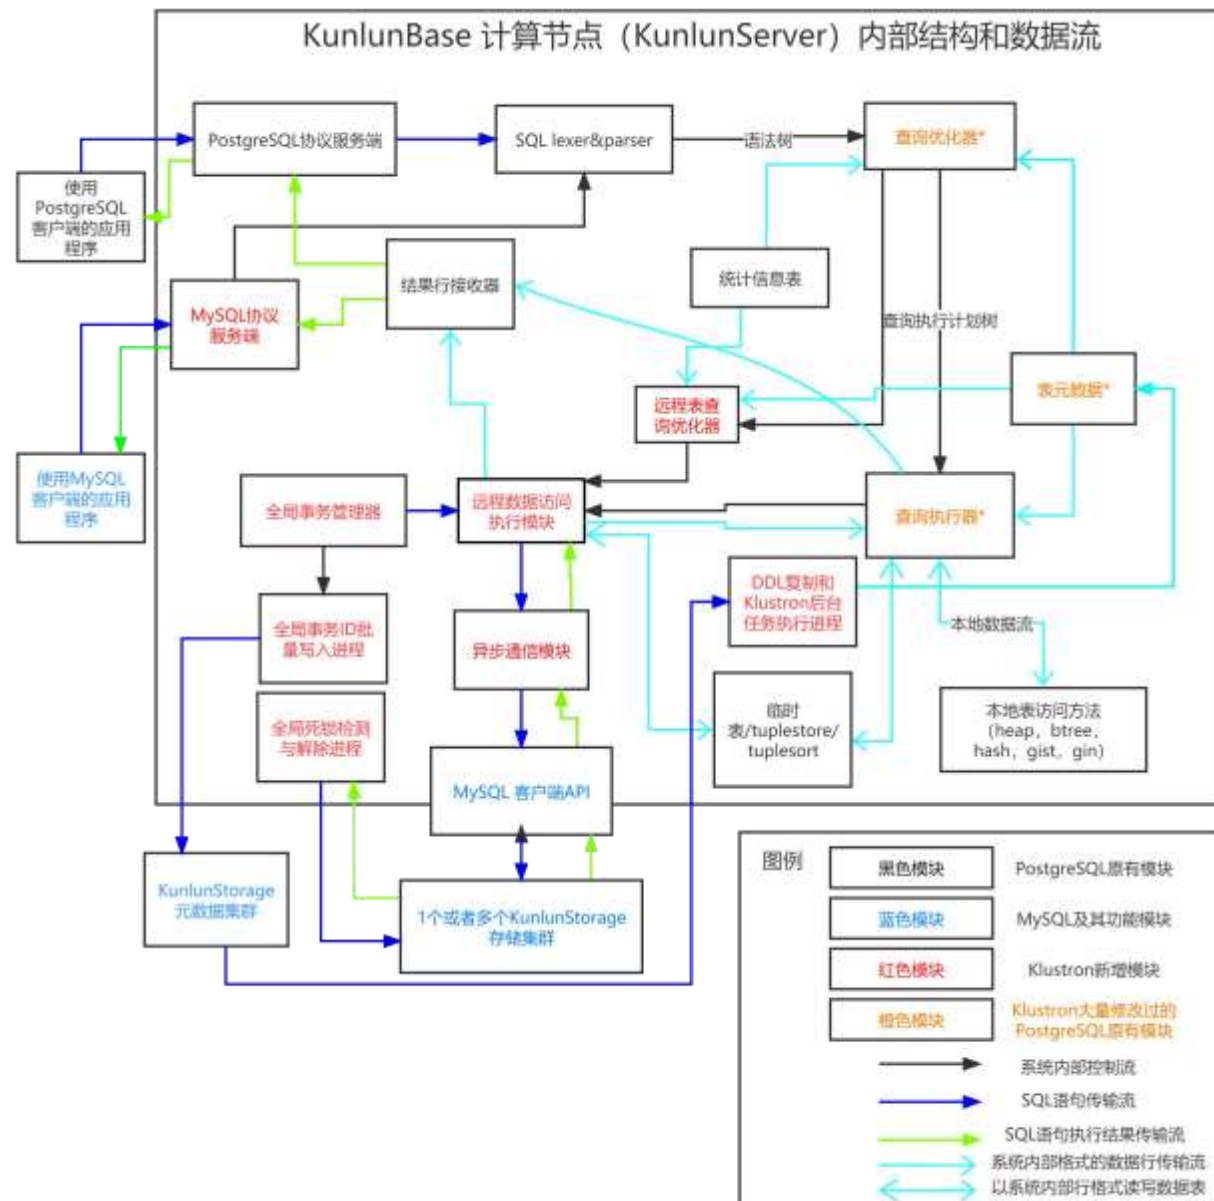 KunlunBase 计算节点（KunlunServer）内部结构和数据流
PostgreSQL协议服务端
SQL lexer&parser
语法树
查询优化器*
使用
PostgreSQL
客户端的应用
程序
结果行接收器
统计信息表
MySQL协议
服务端
查询执行计划树
远程表查
询优化器
表元数据*
使用MySQL
客户端的应用
程序
全局事务管理器
远程数据访问
执行模块
查询执行器*
DDL复制和
Klustron后台
任务执行进程
全局事务ID批
量写入进程
异步通信模块
本地数据流
全局死锁检测
与解除进程
临时
表/tuplestore/
tuplesort
本地表访问方法
（heap，btree，
hash，gist，gin）
MySQL 客户端API
KunlunStorage
元数据集群
1个或者多个KunlunStorage
存储集群
图例
黑色模块
PostgreSQL原有模块
蓝色模块
MySQL及其功能模块
红色模块
Klustron新增模块
橙色模块
Klustron大量修改过的
PostgreSQL原有模块
系统内部控制流
SQL语句传输流
SQL语句执行结果传输流
系统内部格式的数据行传输流
以系统内部行格式读写数据表